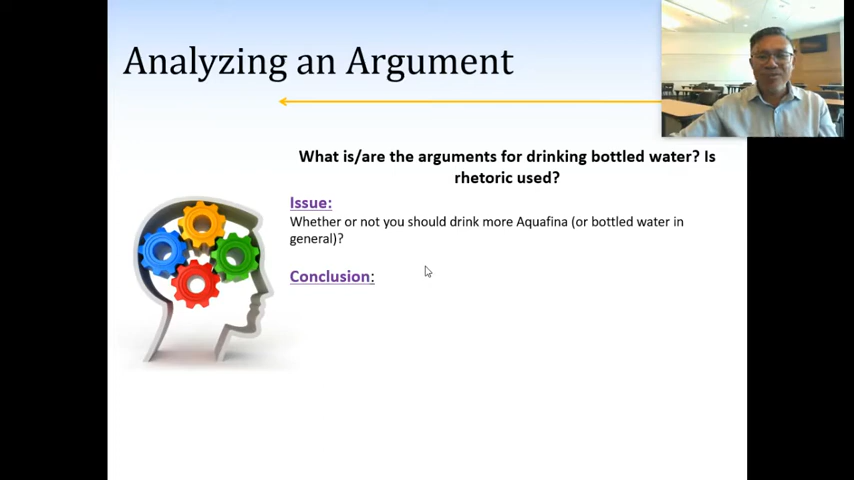 Analyzing an Argument
What is/are the arguments for drinking bottled water? Is
rhetoric used?
Issue:
Whether or not you should drink more Aquafina (or bottled water in
general)?
Conclusion: